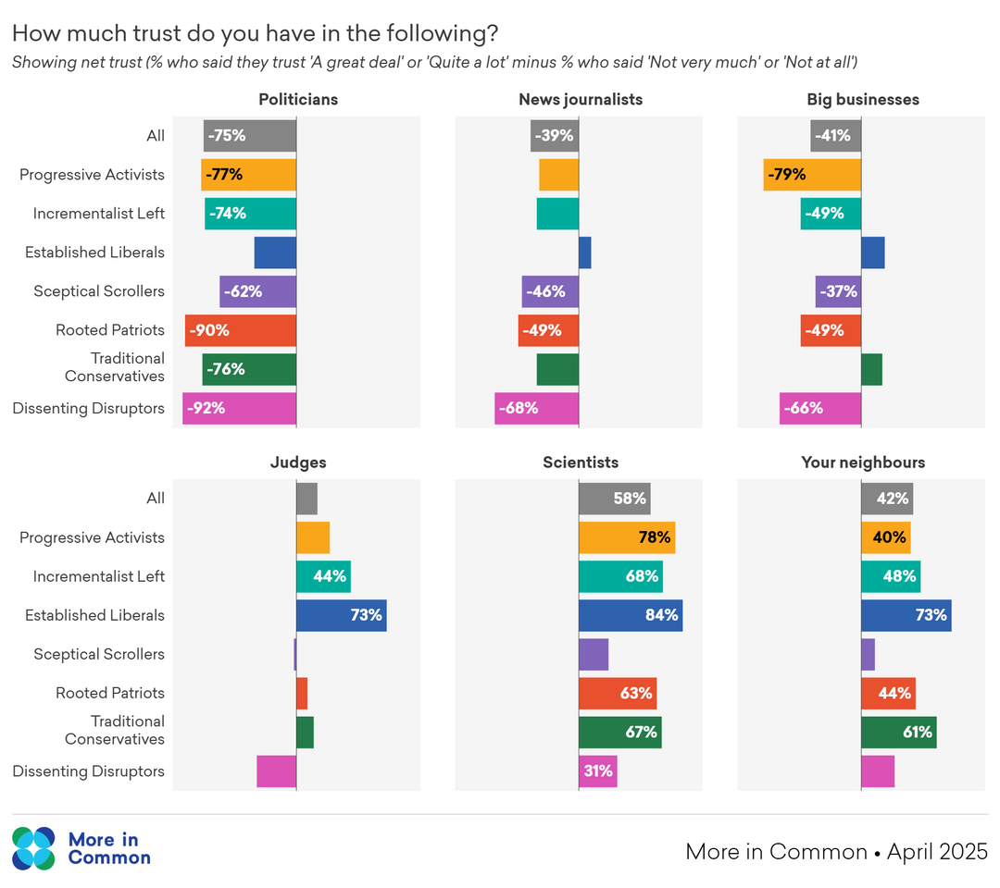 How much trust do you have in the following?
Showing net trust (% who said they trust 'A great deal' or 'Quite a lot' minus % who said 'Not very much' or 'Not at all')
Politicians News journalists Big businesses
All -75% -39% -41%
Progressive Activists -77% -79%
Incrementalist Left -74% -49%
Established Liberals
Sceptical Scrollers -62% -46% -37%
Rooted Patriots -90% -49% -49%
Traditional
Conservatives -76%
Dissenting Disruptors -92% -68% -66%
Judges Scientists Your neighbours
All 58% 42%
Progressive Activists 78% 40%
Incrementalist Left 44% 68% 48%
Established Liberals 73% 84% 73%
Sceptical Scrollers
Rooted Patriots 63% 44%
Traditional
Conservatives 67% 61%
Dissenting Disruptors 31%
More in
Common
More in Common • April 2025